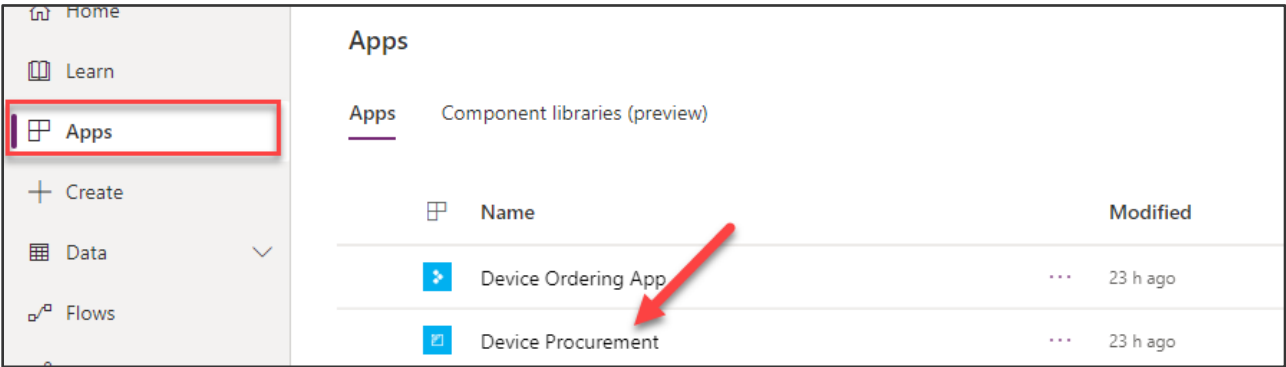 Home
Learn
Apps
Create
Data
Flows
Apps
Apps Component libraries (preview)
Name Modified
Device Ordering App ... 23 h ago
Device Procurement ... 23 h ago